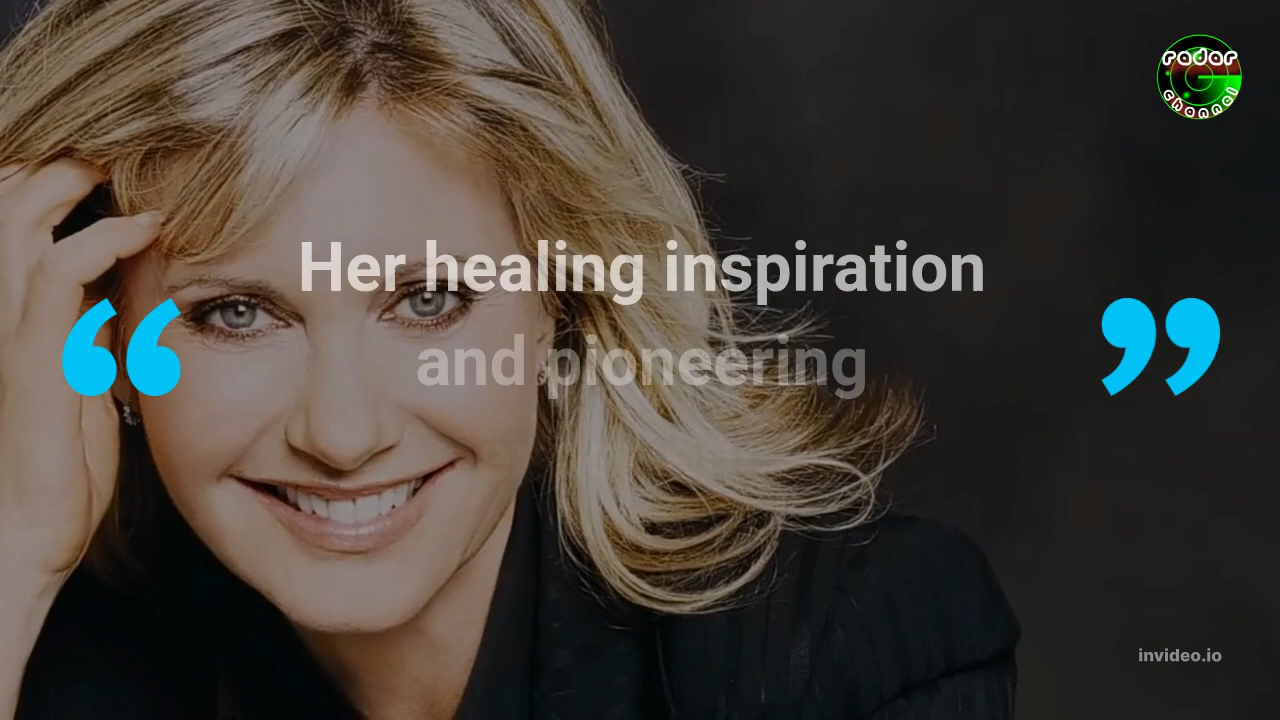 radar
channel
Her healing inspiration
and pioneering
invideo.io